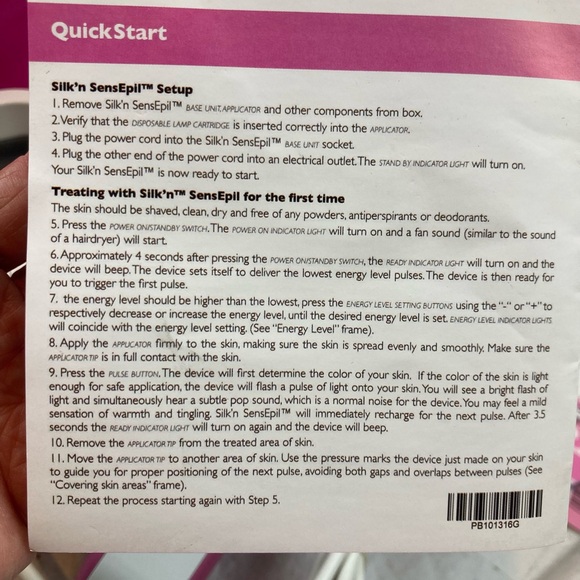 QuickStart
Silk'n SensEpil™ Setup
1. Remove Silk'n SensEpil™ BASE UNIT, APPLICATOR and other components from box.
2.Verify that the DISPOSABLE LAMP CARTRIDGE is inserted correctly into the APPLICATOR.
3. Plug the power cord into the Silk'n SensEpil™ BASE UNIT socket.
4. Plug the other end of the power cord into an electrical outlet.The STAND BY INDICATOR LIGHT will turn on.
Your Silk'n SensEpil™ is now ready to start.
Treating with Silk'n™ SensEpil for the first time
The skin should be shaved, clean, dry and free of any powders, antiperspirants or deodorants.
5. Press the POWER ON/STANDBY SWITCH. The POWER ON INDICATOR LIGHT will turn on and a fan sound (similar to the sound
of a hairdryer) will start.
6. Approximately 4 seconds after pressing the POWER ON/STANDBY SWITCH, the READY INDICATOR LIGHT will turn on and the
device will beep. The device sets itself to deliver the lowest energy level pulses. The device is then ready for
you to trigger the first pulse.
7. the energy level should be higher than the lowest, press the ENERGY LEVEL SETTING BUTTONS using the "-" or "+" to
respectively decrease or increase the energy level, until the desired energy level is set. ENERGY LEVEL INDICATOR LIGHTS
will coincide with the energy level setting. (See "Energy Level" frame).
8. Apply the APPLICATOR firmly to the skin, making sure the skin is spread evenly and smoothly. Make sure the
APPLICATOR TIP is in full contact with the skin.
9. Press the PULSE BUTTON. The device will first determine the color of your skin. If the color of the skin is light
enough for safe application, the device will flash a pulse of light onto your skin. You will see a bright flash of
light and simultaneously hear a subtle pop sound, which is a normal noise for the device. You may feel a mild
sensation of warmth and tingling. Silk'n SensEpil™ will immediately recharge for the next pulse. After 3.5
seconds the READY INDICATOR LIGHT will turn on again and the device will beep.
10. Remove the APPLICATOR TIP from the treated area of skin.
11. Move the APPLICATOR TIP to another area of skin. Use the pressure marks the device just made on your skin
to guide you for proper positioning of the next pulse, avoiding both gaps and overlaps between pulses (See
"Covering skin areas" frame).
12. Repeat the process starting again with Step 5.
PB101316G